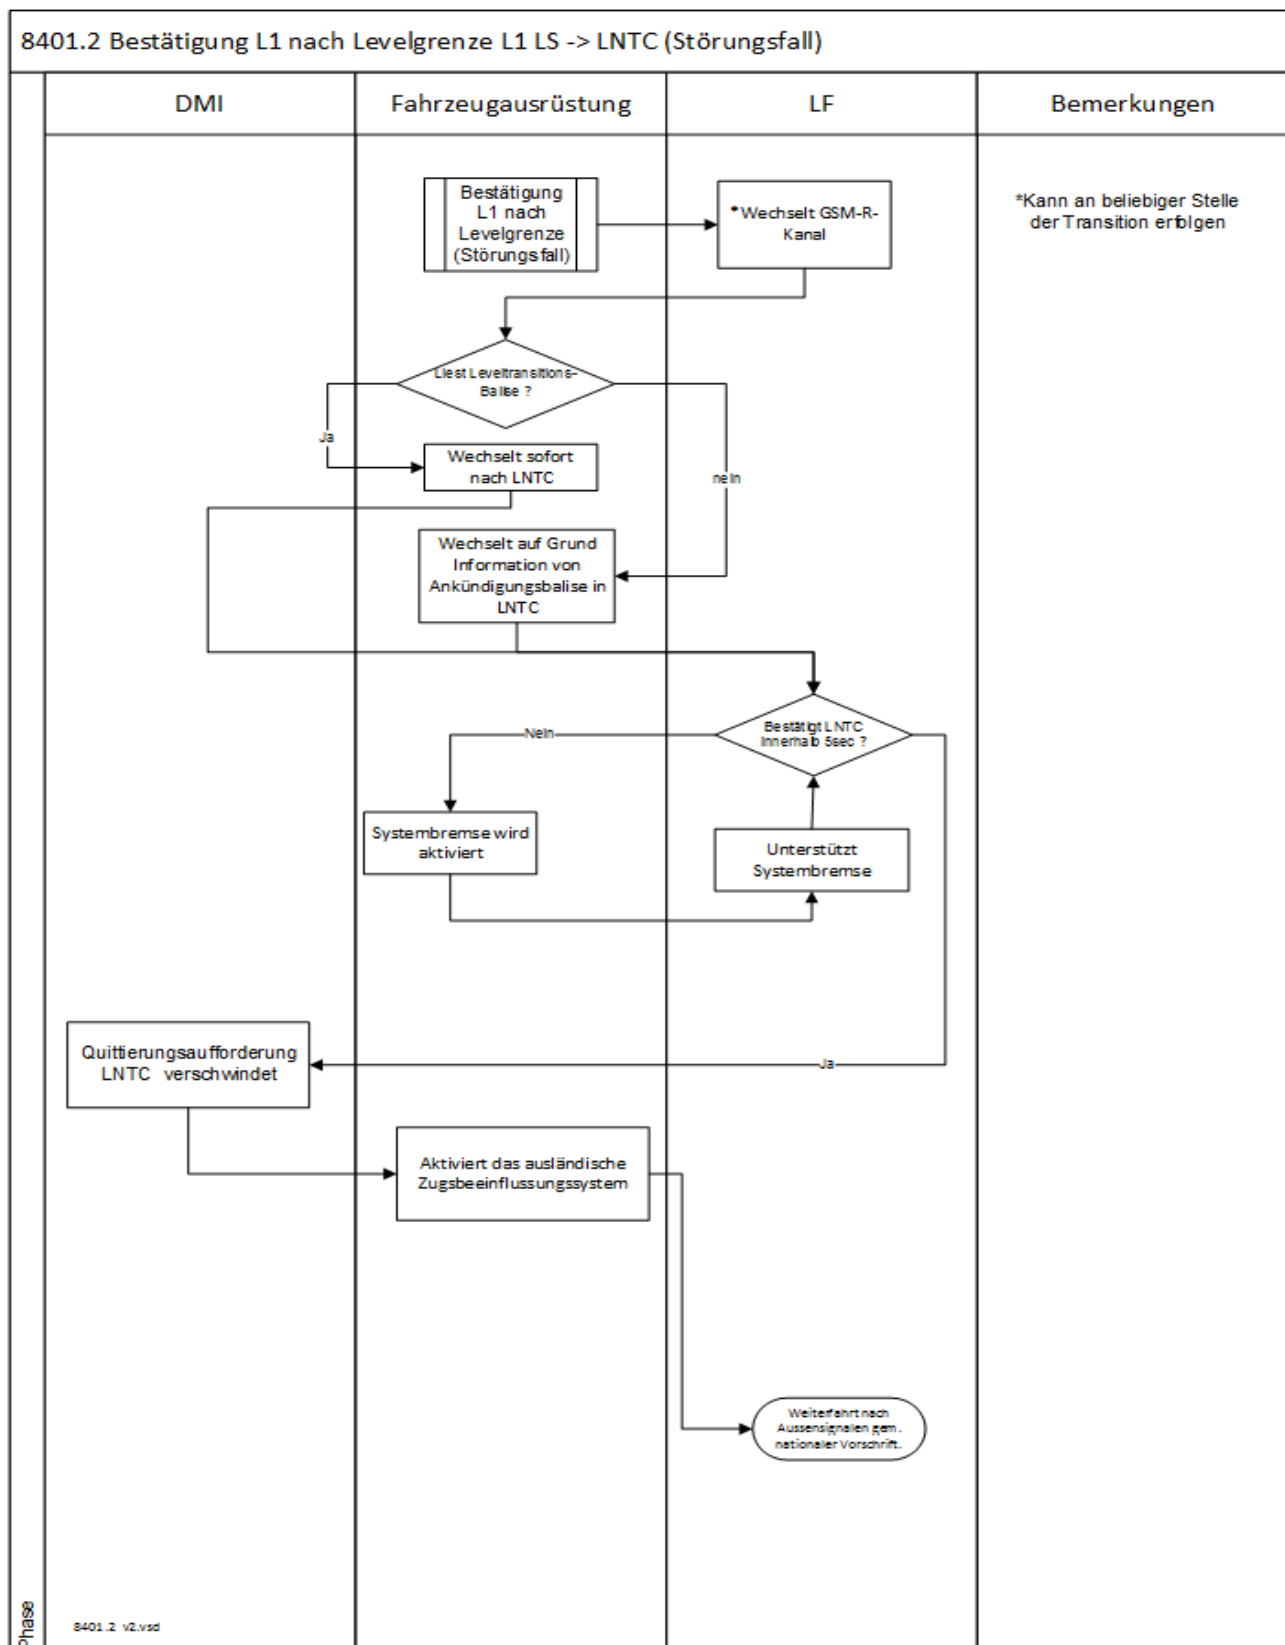 8401.2 Bestätigung L1 nach Levelgrenze L1 LS -> LNTC (Störungsfall)
DMI
Fahrzeugausrüstung
LF
Bemerkungen
Bestätigung
L1 nach
Levelgrenze
(Störungsfall)
*Wechselt GSM-R-
Kanal
*Kann an beliebiger Stelle
der Transition erfolgen
Liest Leveltransitions-
Balise ?
Ja
nein
Wechselt sofort
nach LNTC
Wechselt auf Grund
Information von
Ankündigungsbalise in
LNTC
Bestätigt LNTC
innerhalb 5sec ?
Nein
Systembremse wird
aktiviert
Unterstützt
Systembremse
Quittierungsaufforderung
LNTC verschwindet
Ja
Aktiviert das ausländische
Zugsbeeinflussungssystem
Weiterfahrt nach
Aussensignalen gem.
nationaler Vorschrift.
Phase
8401.2 v2.vsd